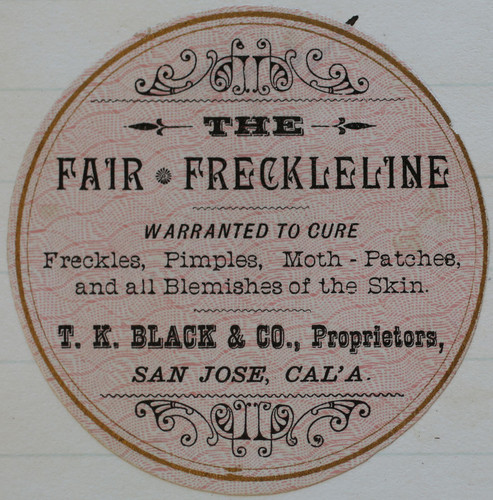 THE
FAIR FRECKLELINE
WARRANTED TO CURE
Freckles, Pimples, Moth-Patches,
and all Blemishes of the Skin.
T. K. BLACK & CO., Proprietors,
SAN JOSE, CAL'A.